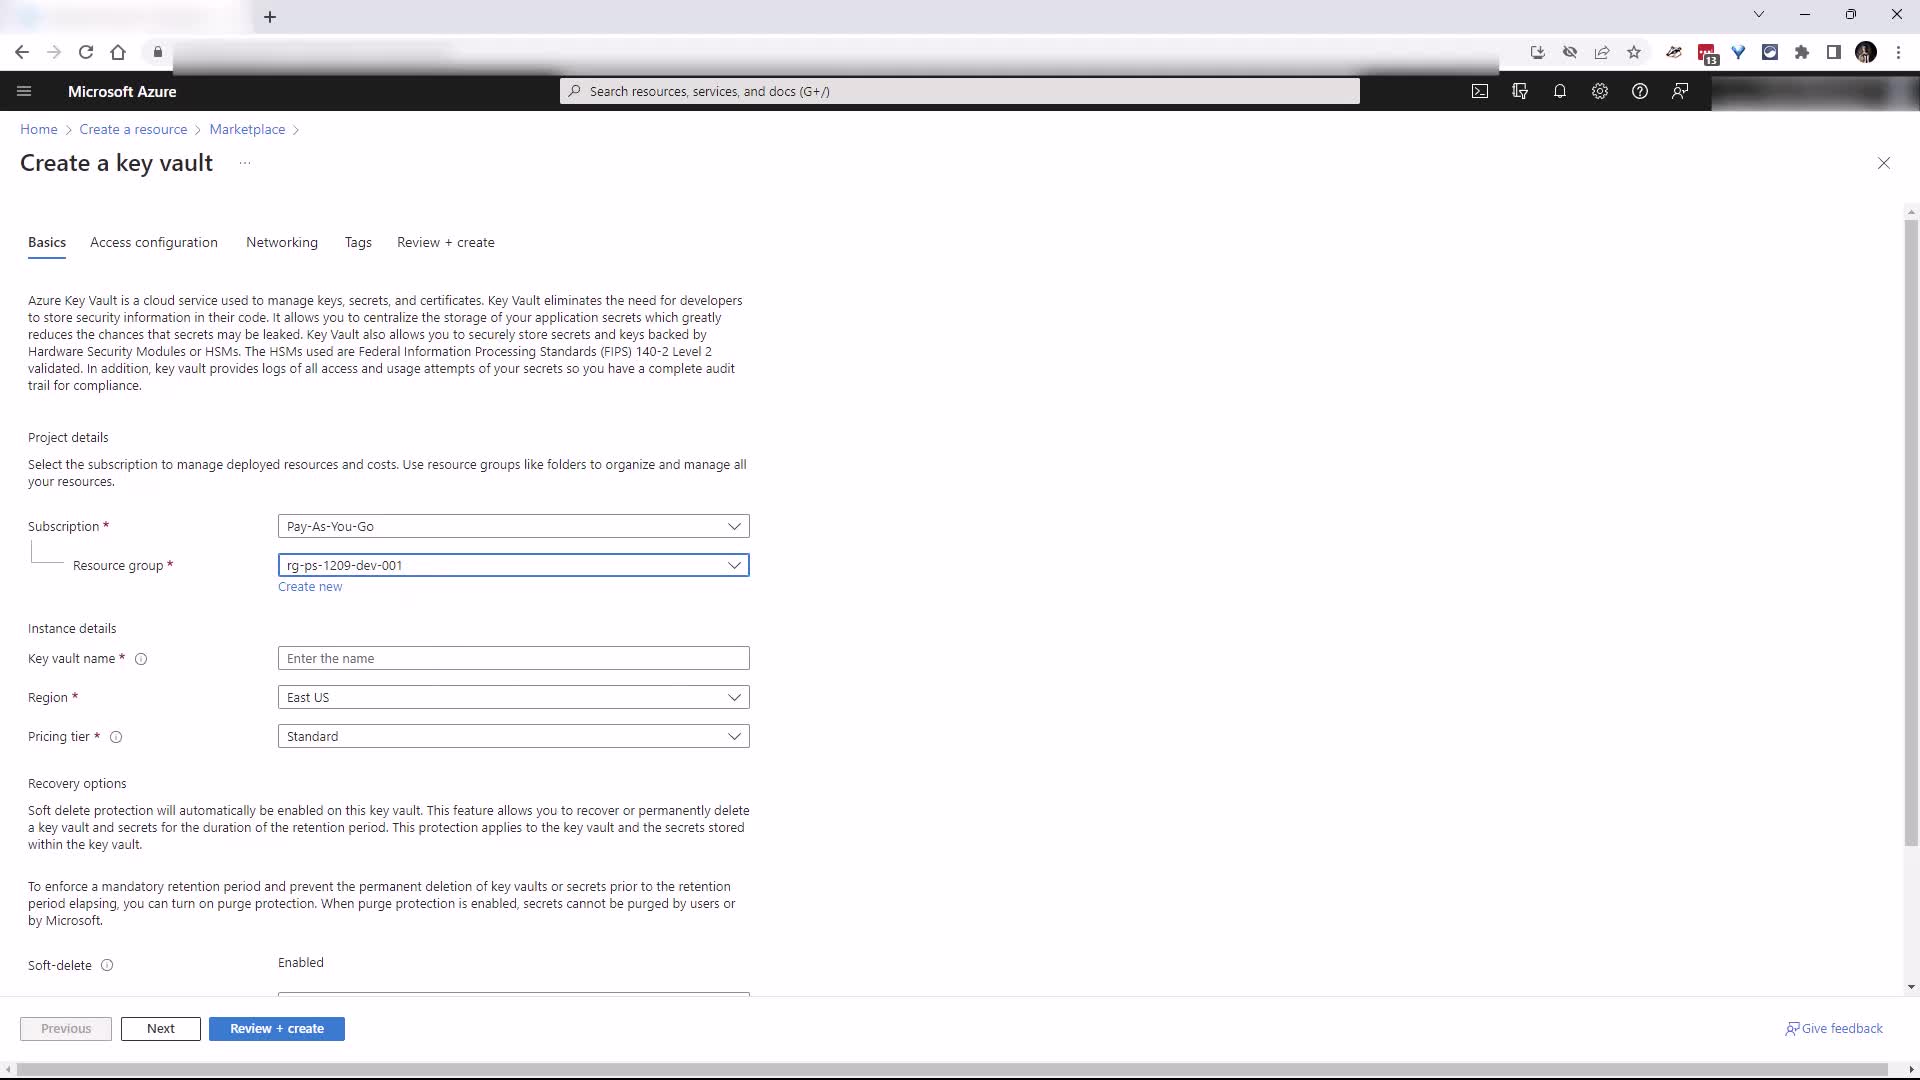 13
Microsoft Azure
Search resources, services, and docs (G+/)
Home > Create a resource > Marketplace >
Create a key vault ...
Basics Access configuration Networking Tags Review + create
Azure Key Vault is a cloud service used to manage keys, secrets, and certificates. Key Vault eliminates the need for developers
to store security information in their code. It allows you to centralize the storage of your application secrets which greatly
reduces the chances that secrets may be leaked. Key Vault also allows you to securely store secrets and keys backed by
Hardware Security Modules or HSMs. The HSMs used are Federal Information Processing Standards (FIPS) 140-2 Level 2
validated. In addition, key vault provides logs of all access and usage attempts of your secrets so you have a complete audit
trail for compliance.
Project details
Select the subscription to manage deployed resources and costs. Use resource groups like folders to organize and manage all
your resources.
Subscription * Pay-As-You-Go
Resource group * rg-ps-1209-dev-001
Create new
Instance details
Key vault name * Enter the name
Region * East US
Pricing tier * Standard
Recovery options
Soft delete protection will automatically be enabled on this key vault. This feature allows you to recover or permanently delete
a key vault and secrets for the duration of the retention period. This protection applies to the key vault and the secrets stored
within the key vault.
To enforce a mandatory retention period and prevent the permanent deletion of key vaults or secrets prior to the retention
period elapsing, you can turn on purge protection. When purge protection is enabled, secrets cannot be purged by users or
by Microsoft.
Soft-delete Enabled
Previous Next Review + create Give feedback